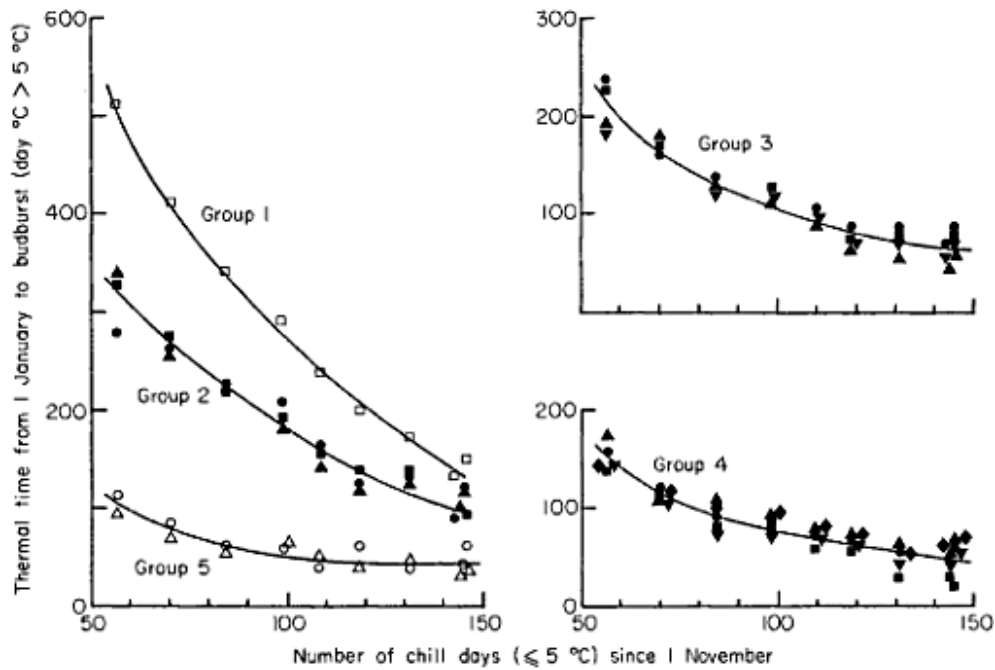 Thermal time from 1 January to budburst (day °C > 5 °C)
600
400
200
0
Group 1
Group 2
Group 5
50
100
150
300
200
100
Group 3
200
100
0
Group 4
50
100
150
Number of chill days (⩽ 5 °C) since 1 November